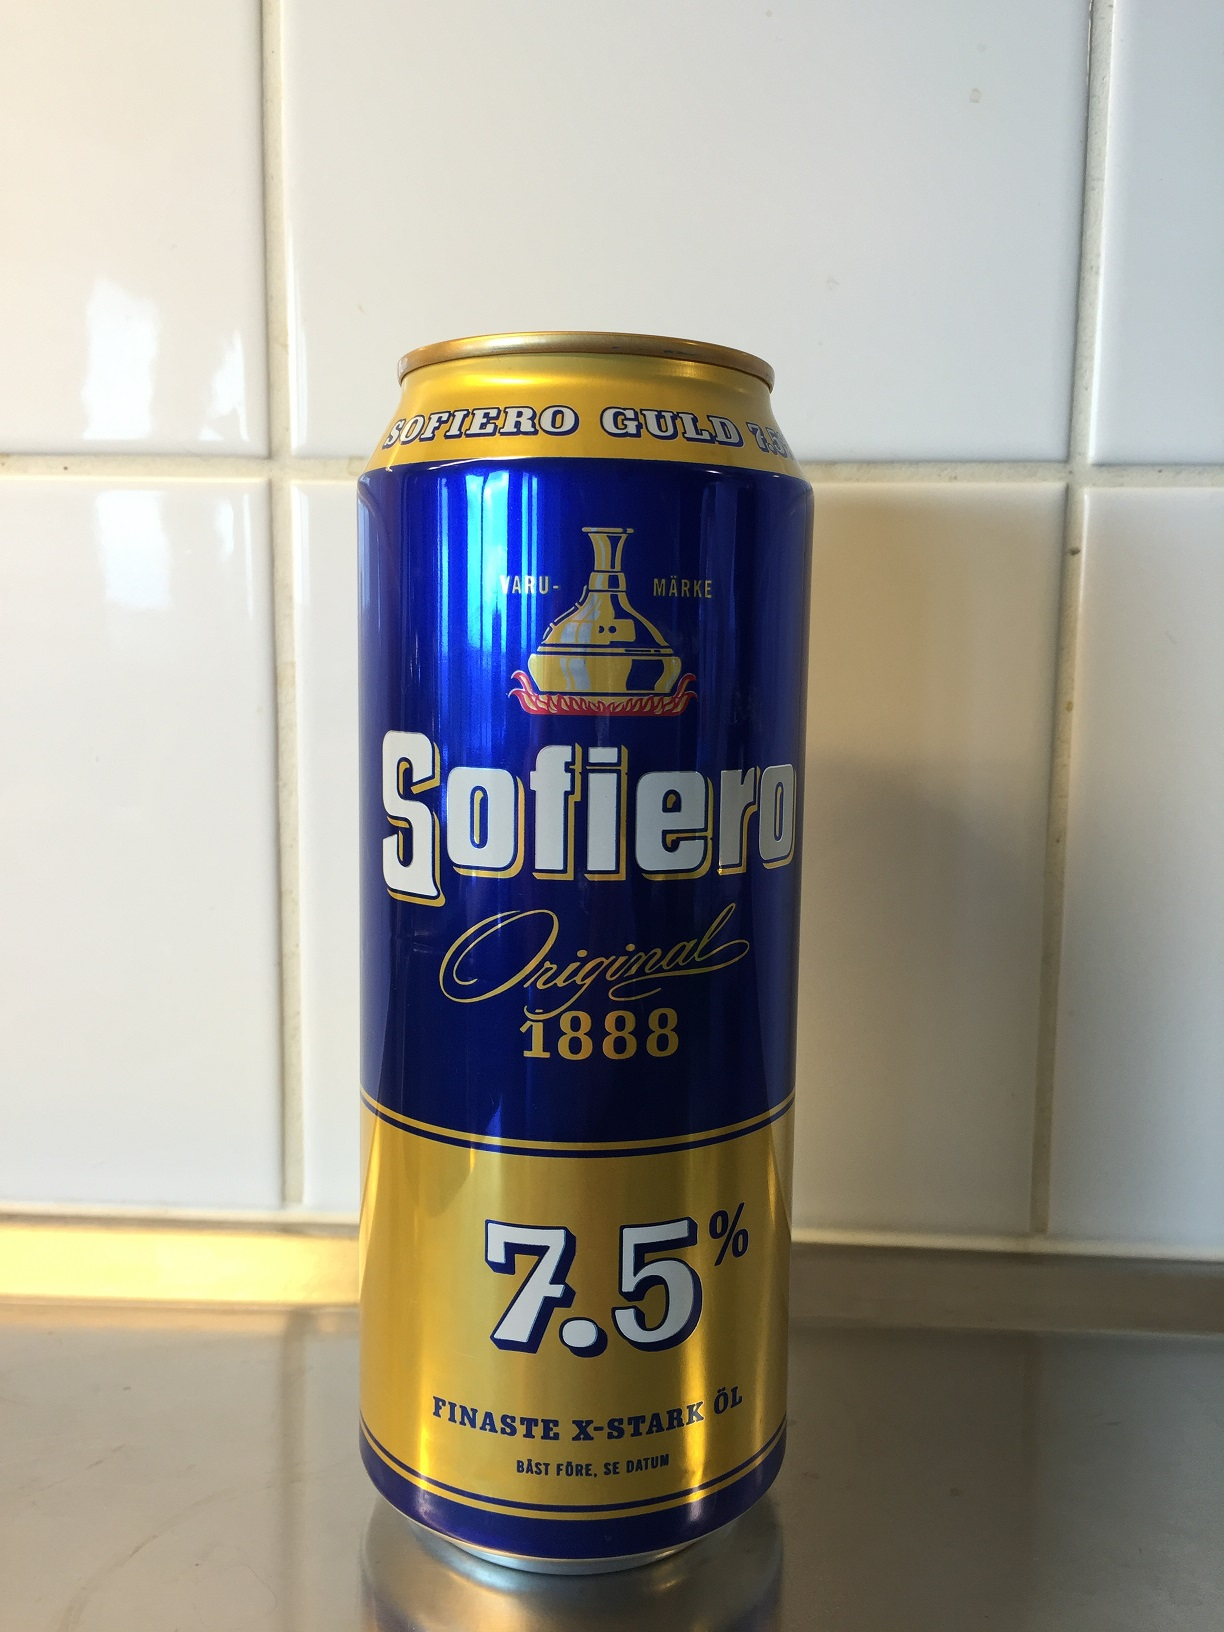 SOFIERO GULD 7.5
VARU- MÄRKE
Sofiero
Original
1888
7.5%
FINASTE X-STARK ÖL
BÄST FÖRE, SE DATUM